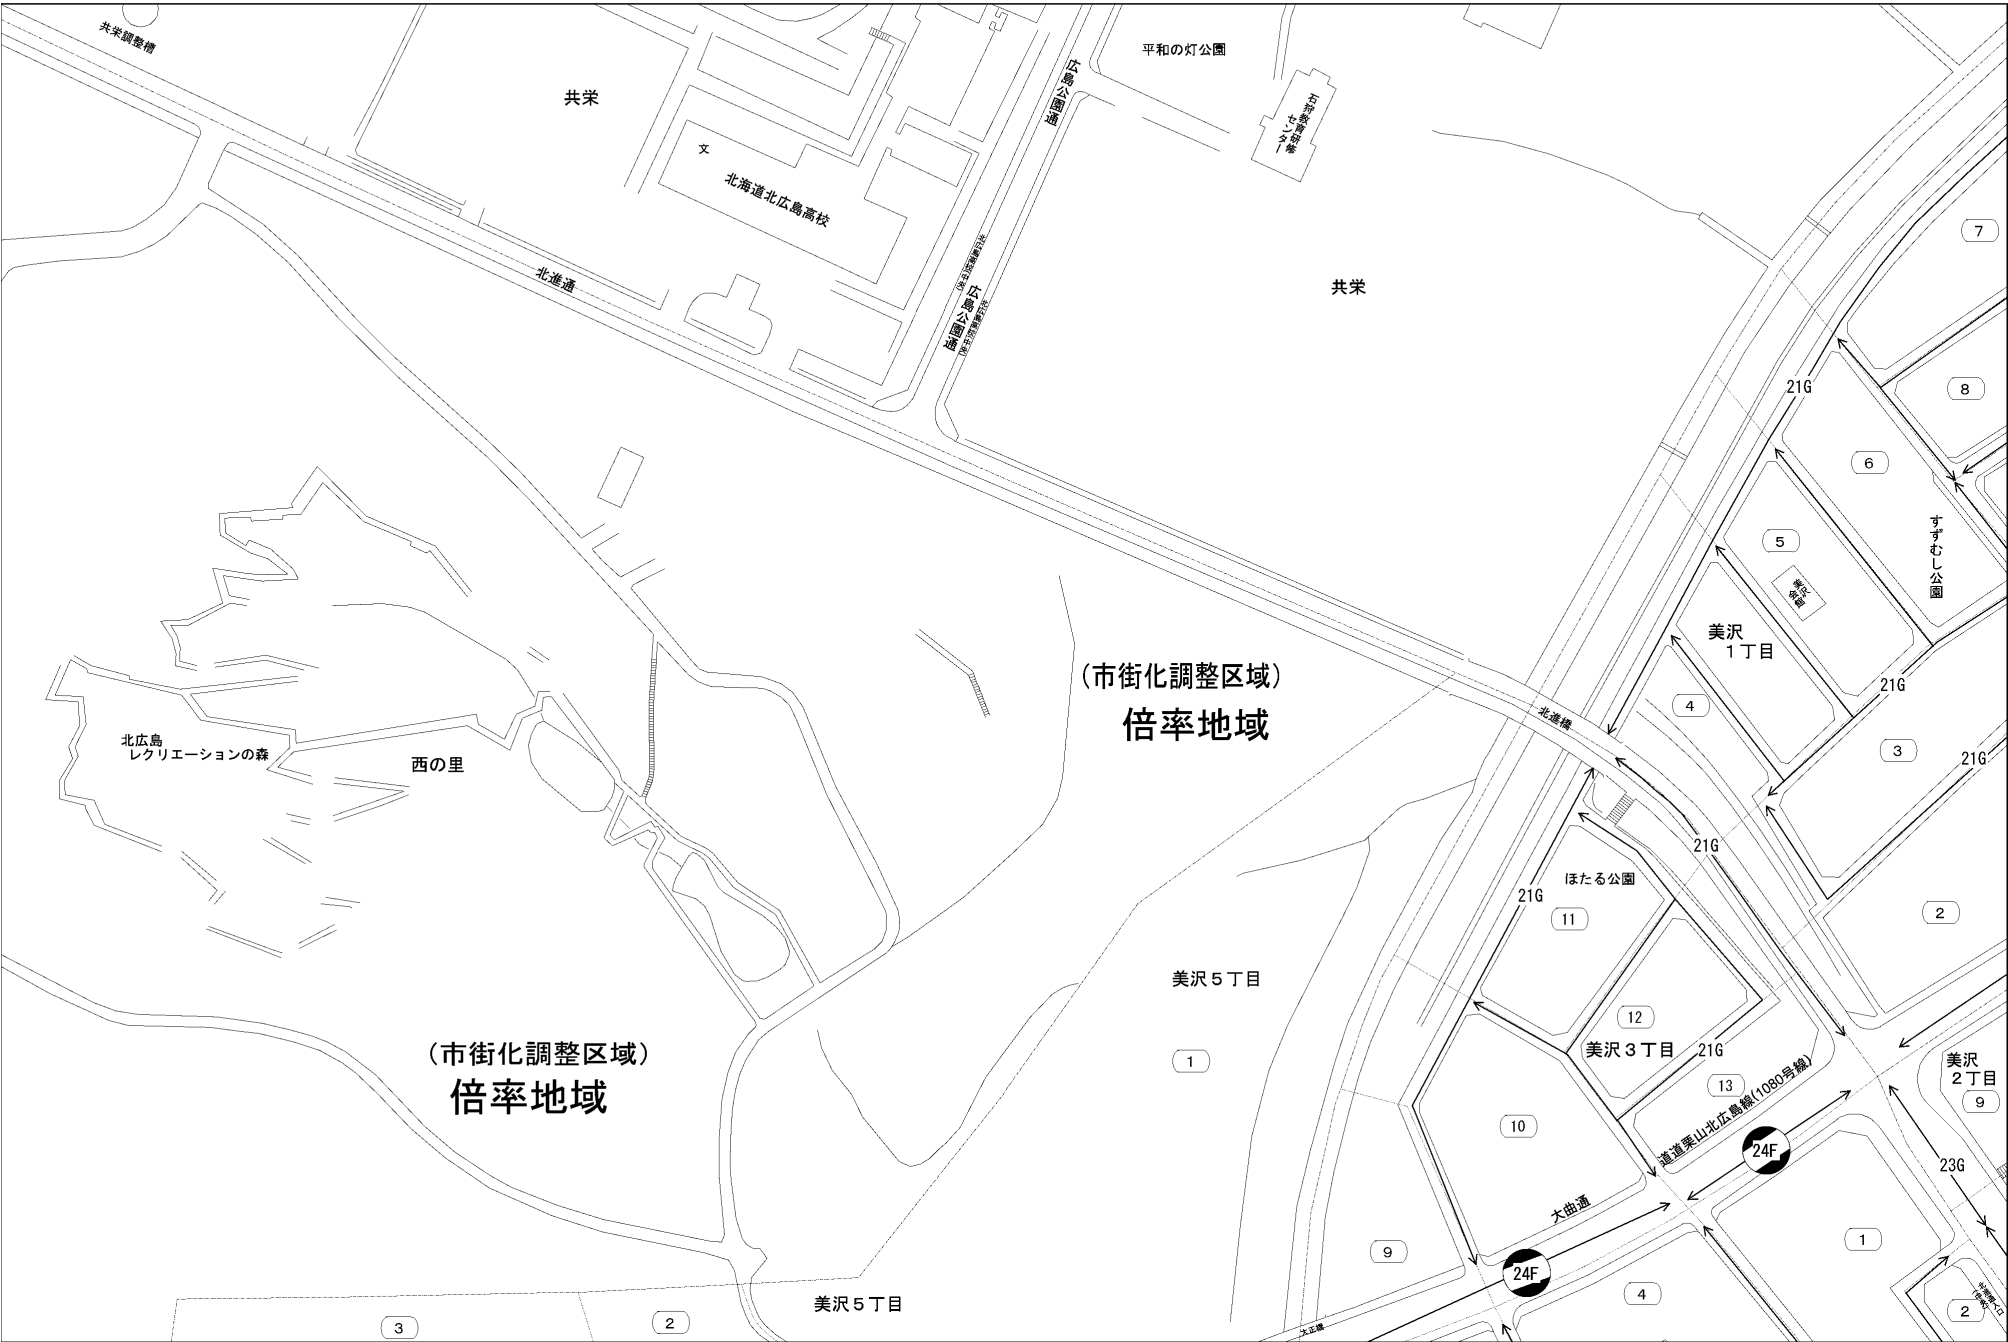 共栄調整槽
共栄
平和の灯公園
広島公園通
石狩教育研修
センター
文
北海道北広島高校
7
北進通
広島公園通
共栄
21G
8
6
すずむし公園
5
美沢
会館
美沢
1丁目
(市街化調整区域)
倍率地域
21G
4
北進橋
3
21G
北広島
レクリエーションの森
西の里
21G
ほたる公園
21G
11
2
美沢5丁目
12
美沢3丁目
21G
(市街化調整区域)
倍率地域
1
13
美沢
2丁目
9
道道栗山北広島線(1080号線)
10
24F
23G
大曲通
1
9
24F
4
美沢5丁目
2
3
大正橋
2